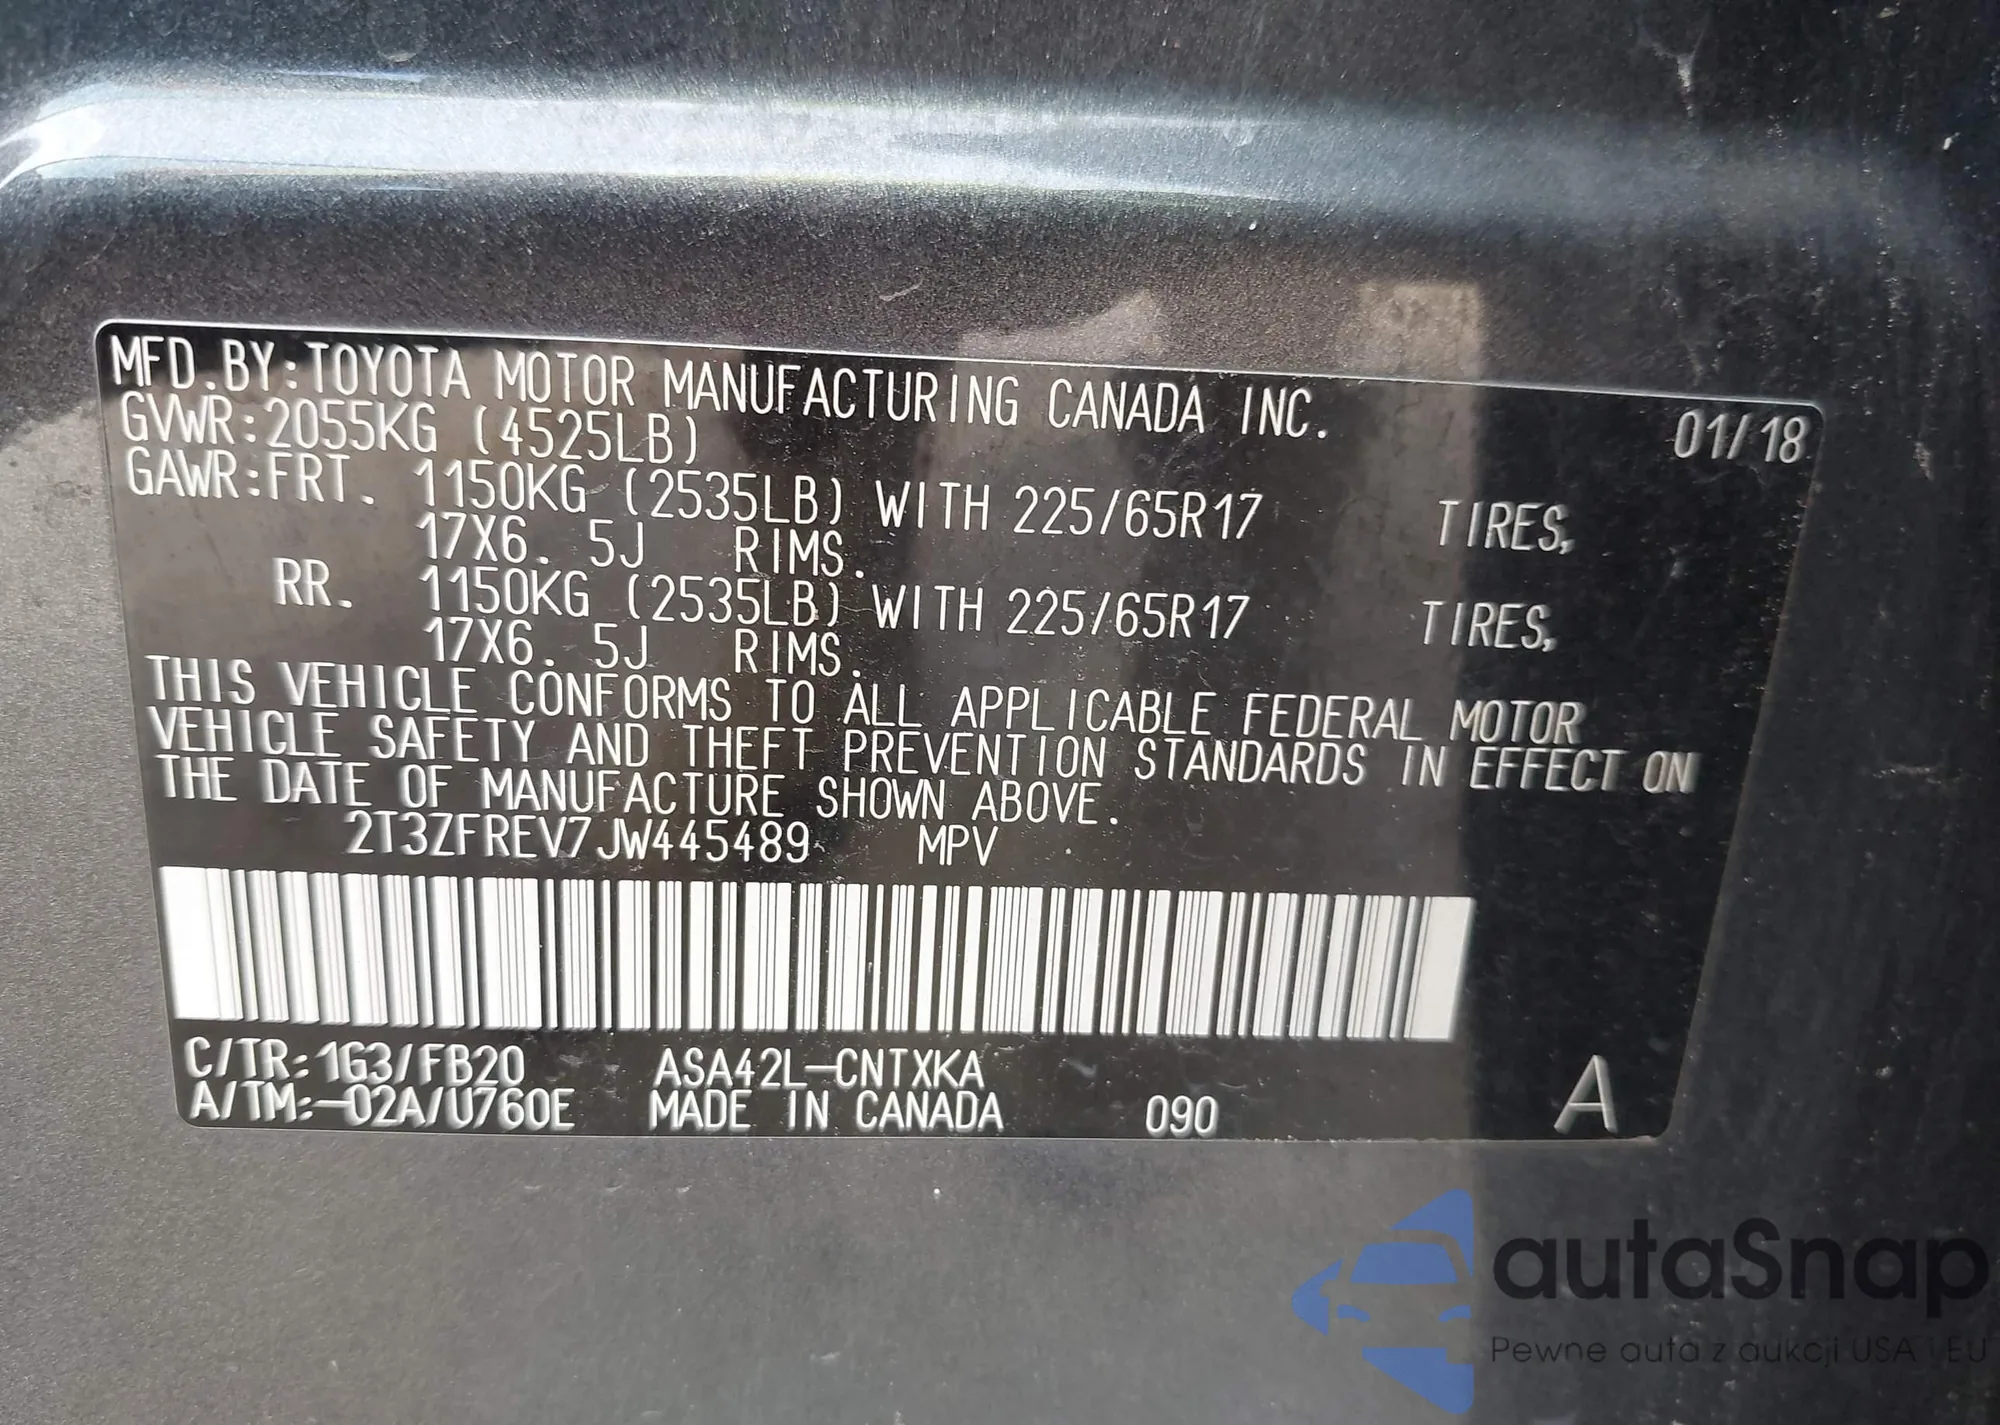 MFD.BY:TOYOTA MOTOR MANUFACTURING CANADA INC. 01/18
GVWR:2055KG (4525LB)
GAWR:FRT. 1150KG (2535LB) WITH 225/65R17 TIRES,
17X6. 5J RIMS.
RR. 1150KG (2535LB) WITH 225/65R17 TIRES,
17X6. 5J RIMS.
THIS VEHICLE CONFORMS TO ALL APPLICABLE FEDERAL MOTOR
VEHICLE SAFETY AND THEFT PREVENTION STANDARDS IN EFFECT ON
THE DATE OF MANUFACTURE SHOWN ABOVE.
2T3ZFREV7JW445489 MPV
C/TR:1G3/FB20 ASA42L-CNTXKA
A/TM:-02A/U760E MADE IN CANADA 090 A
autaSnap
Pewne auta z aukcji USA i EU